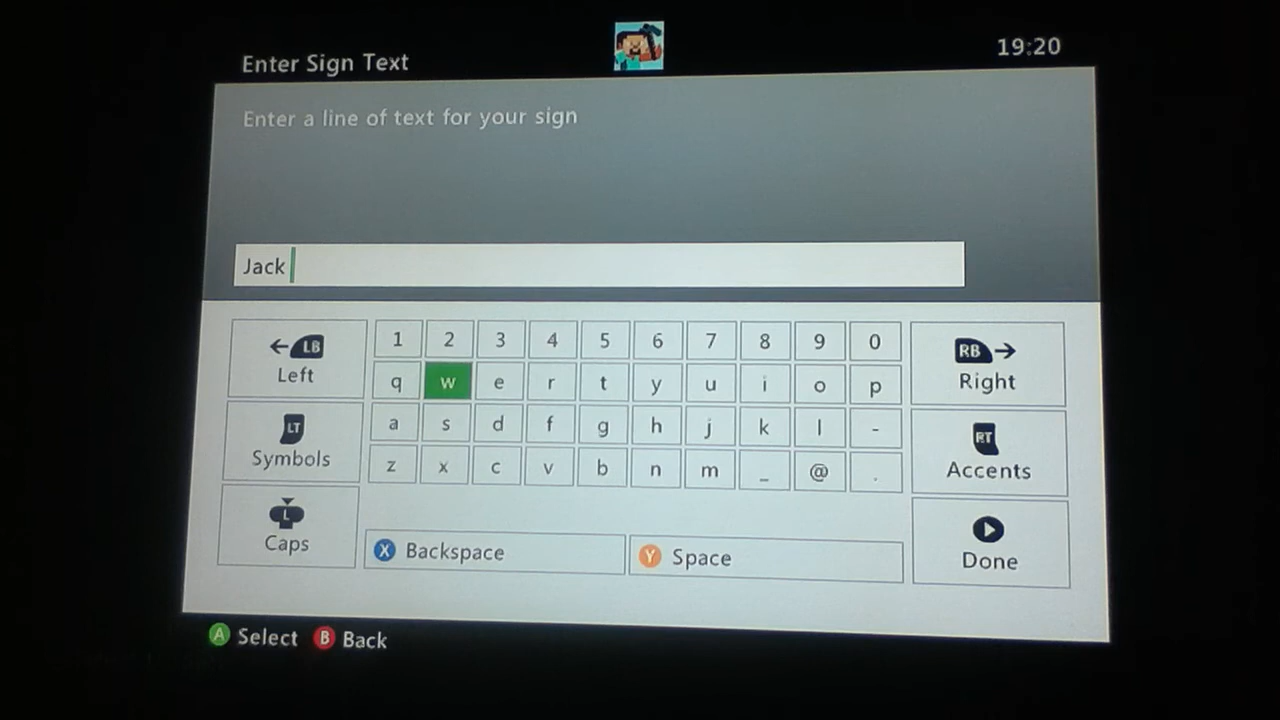 Enter Sign Text
19:20
Enter a line of text for your sign
Jack
← LB
Left
1 2 3 4 5 6 7 8 9 0
RB →
Right
q w e r t y u i o p
LT
Symbols
a s d f g h j k l -
RT
Accents
z x c v b n m _ @ .
L
Caps
X Backspace
Y Space
Done
A Select B Back